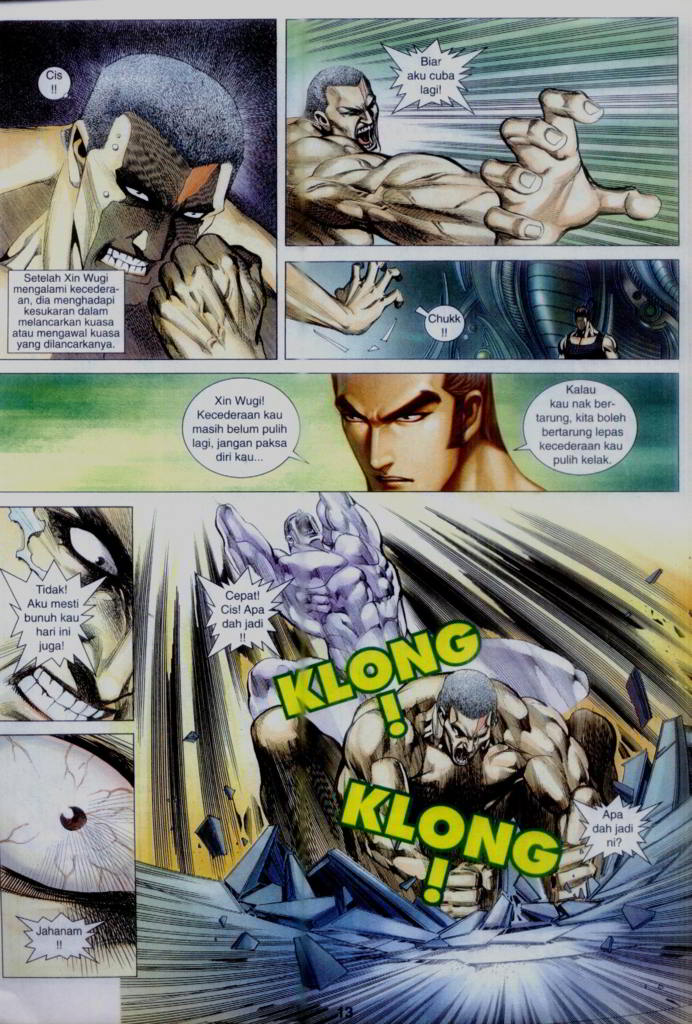 Cis
!!
Setelah Xin Wugi
mengalami kecedera-
an, dia menghadapi
kesukaran dalam
melancarkan kuasa
atau mengawal kuasa
yang dilancarkanya.
Biar
aku cuba
lagi!
Chukk
!!
Xin Wugi!
Kecederaan kau
masih belum pulih
lagi, jangan paksa
diri kau...
Kalau
kau nak ber-
tarung, kita boleh
bertarung lepas
kecederaan kau
pulih kelak.
Tidak!
Aku mesti
bunuh kau
hari ini
juga!
Cepat!
Cis! Apa
dah jadi
!!
KLONG
!
KLONG
!
Apa
dah jadi
ni?
Jahanam
!!
13